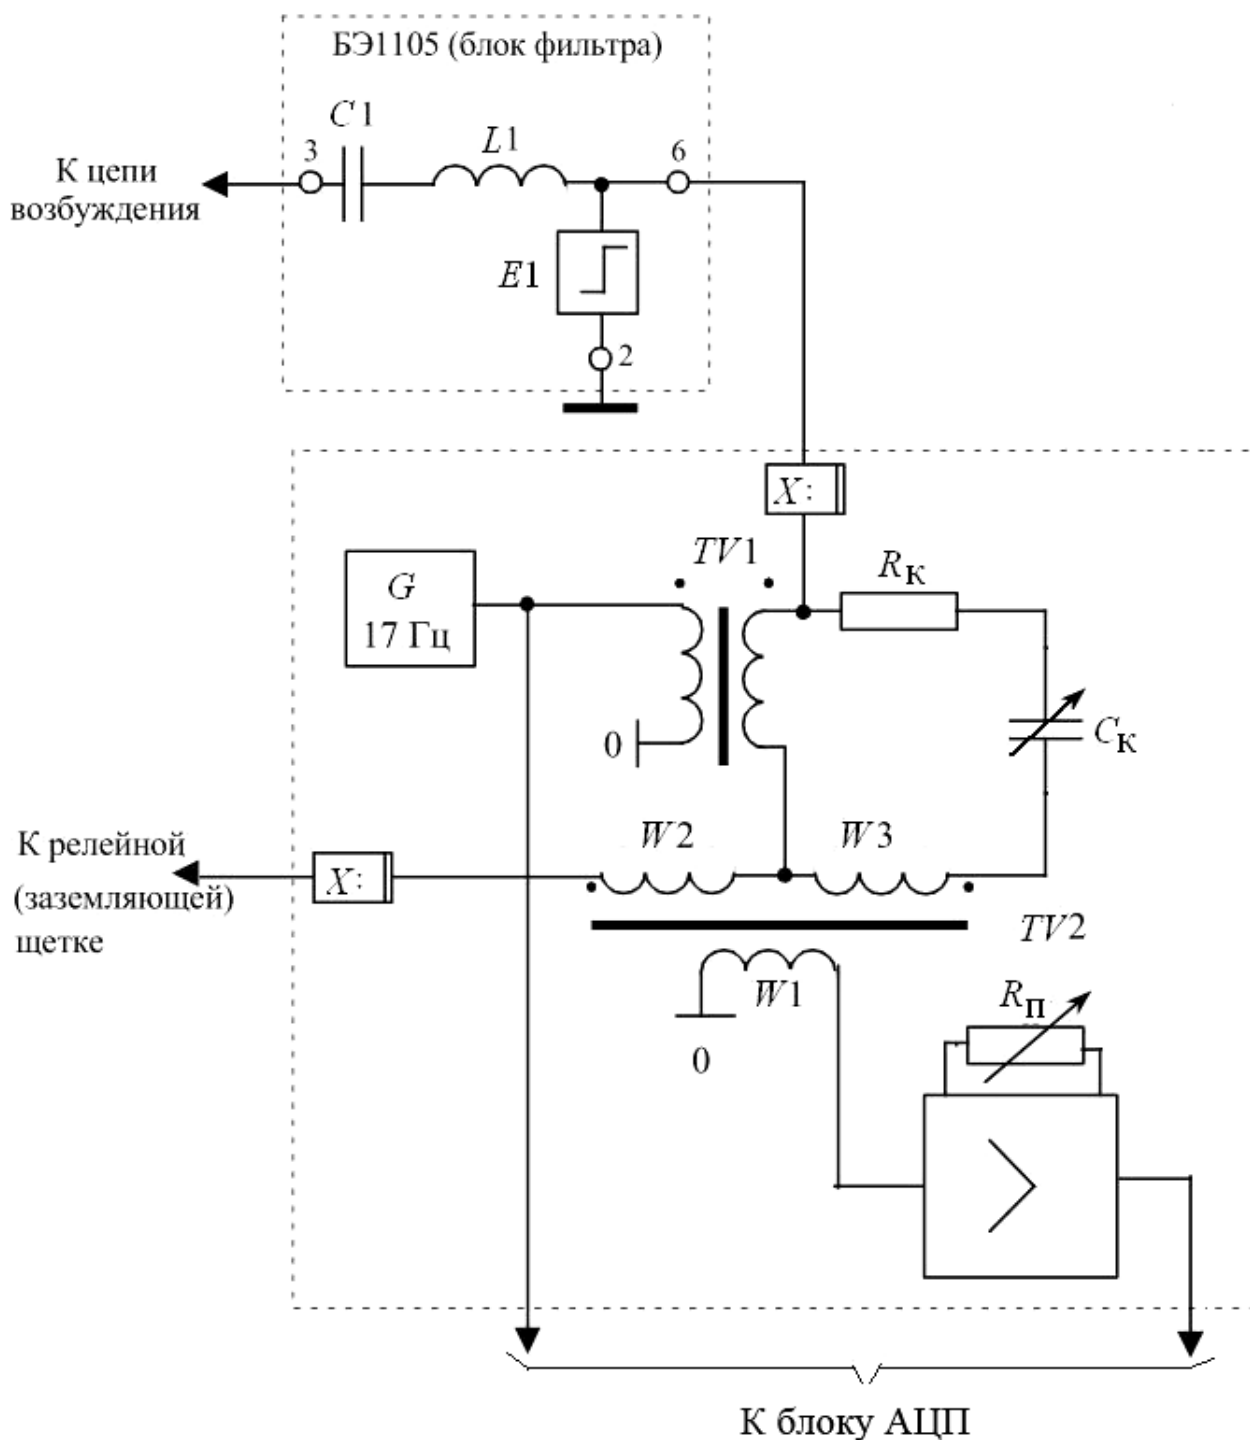 БЭ1105 (блок фильтра)
C1
3
L1
6
К цепи
возбуждения
E1
2
X:
TV1
Rк
G
17 Гц
0
Cк
W2
W3
К релейной
(заземляющей)
щетке
X:
TV2
W1
Rп
0
К блоку АЦП